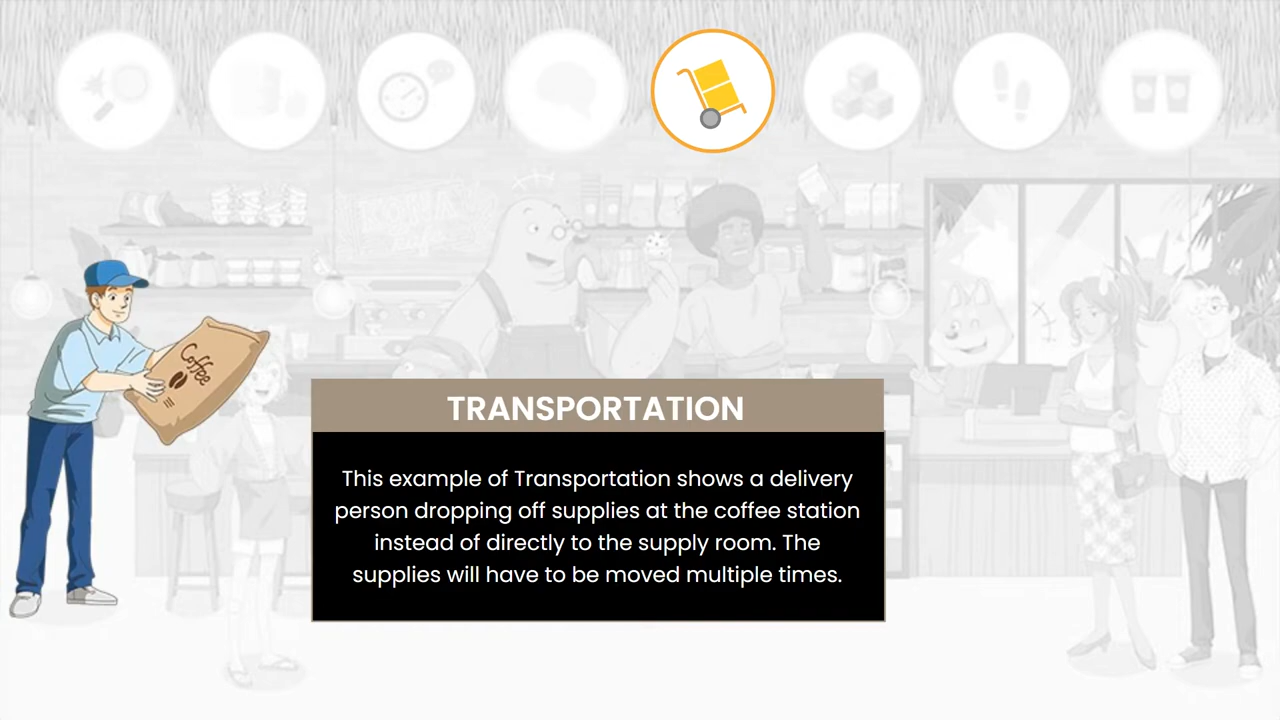 Coffee
TRANSPORTATION
This example of Transportation shows a delivery
person dropping off supplies at the coffee station
instead of directly to the supply room. The
supplies will have to be moved multiple times.